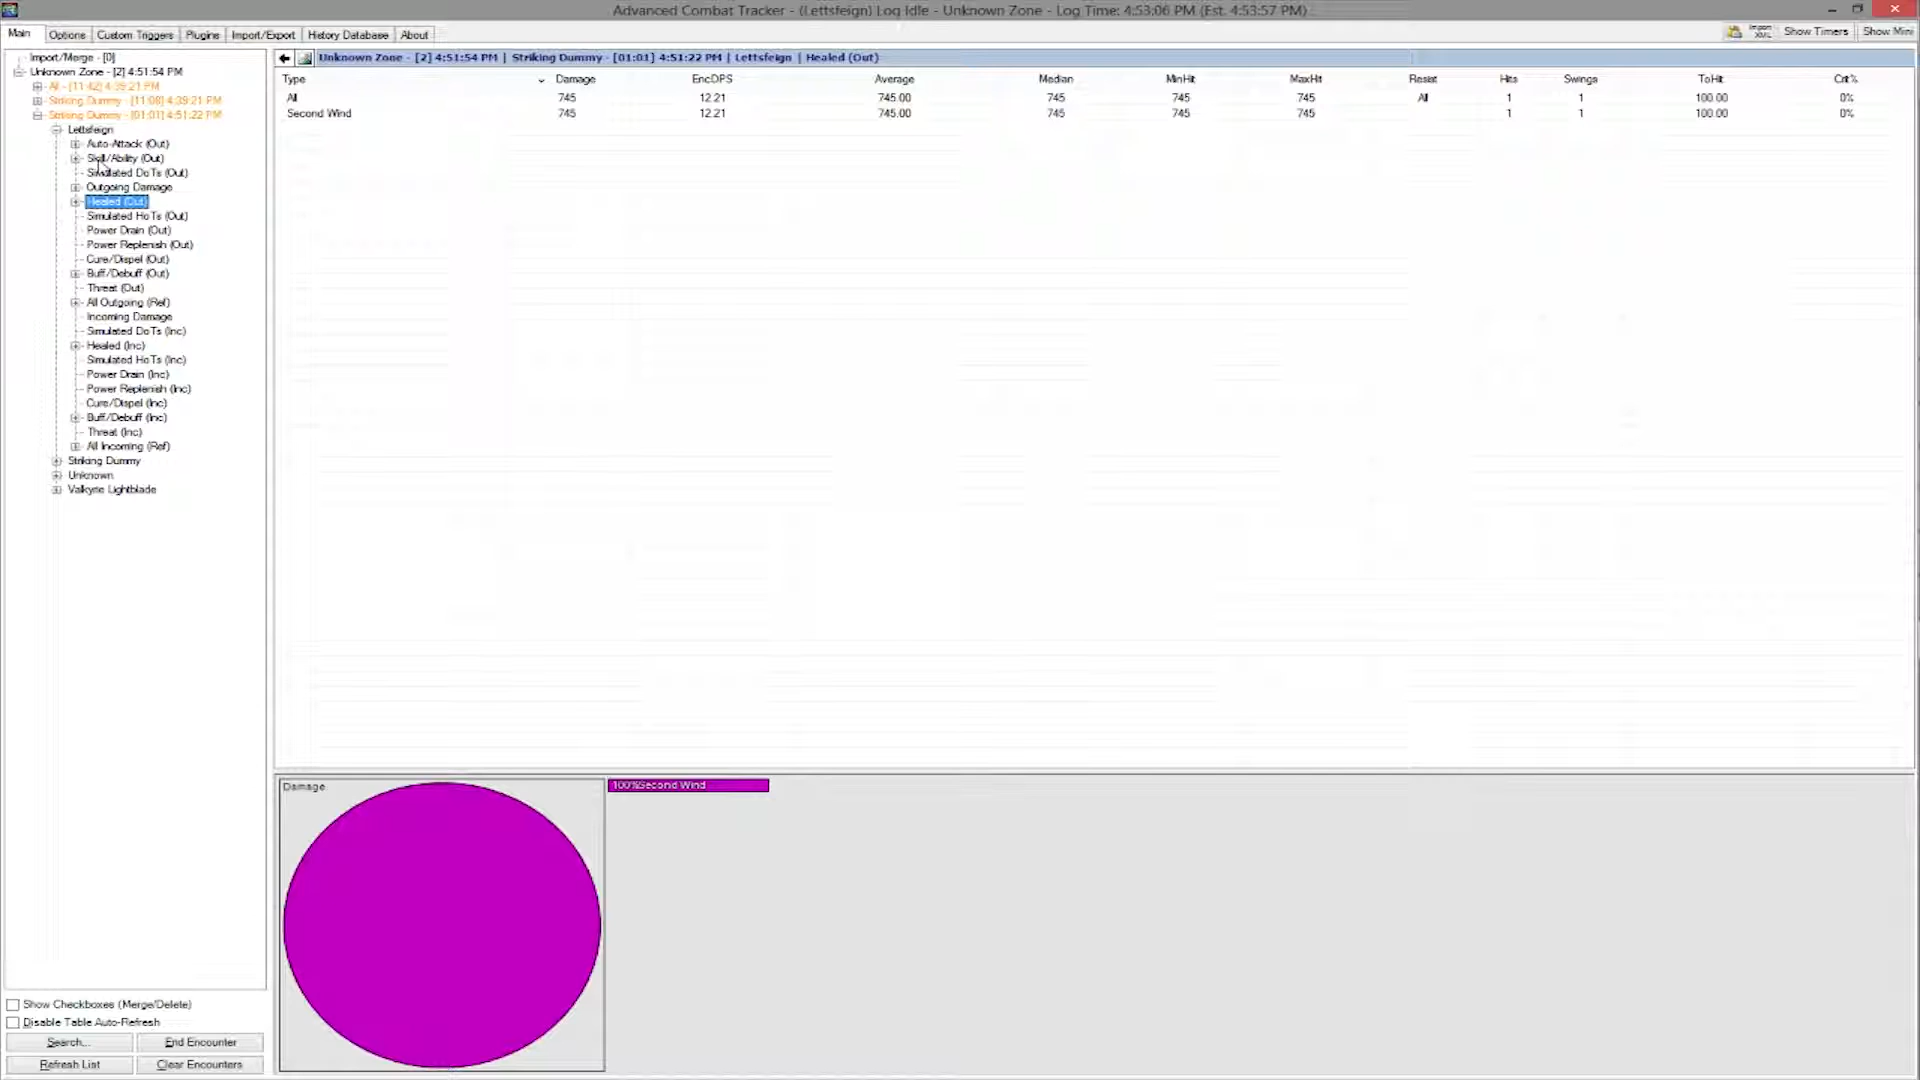 Advanced Combat Tracker - (Lettsfeign) Log Idle - Unknown Zone - Log Time: 4:53:06 PM (Est. 4:53:57 PM)
Main Options Custom Triggers Plugins Import/Export History Database About Import XML Show Timers Show Mini
Import/Merge - [0]
Unknown Zone - [2] 4:51:54 PM
All - [11:42] 4:39:21 PM
Striking Dummy - [11:08] 4:39:21 PM
Striking Dummy - [01:01] 4:51:22 PM
Lettsfeign
Auto-Attack (Out)
Skill/Ability (Out)
Simulated DoTs (Out)
Outgoing Damage
Healed (Out)
Simulated HoTs (Out)
Power Drain (Out)
Power Replenish (Out)
Cure/Dispel (Out)
Buff/Debuff (Out)
Threat (Out)
All Outgoing (Ref)
Incoming Damage
Simulated DoTs (Inc)
Healed (Inc)
Simulated HoTs (Inc)
Power Drain (Inc)
Power Replenish (Inc)
Cure/Dispel (Inc)
Buff/Debuff (Inc)
Threat (Inc)
All Incoming (Ref)
Striking Dummy
Unknown
Valkyrie Lightblade
Show Checkboxes (Merge/Delete)
Disable Table Auto-Refresh
Search... End Encounter
Refresh List Clear Encounters
Unknown Zone - [2] 4:51:54 PM | Striking Dummy - [01:01] 4:51:22 PM | Lettsfeign | Healed (Out)
Type Damage EncDPS Average Median MinHit MaxHit Resist Hits Swings ToHit Crit%
All 745 12.21 745.00 745 745 745 All 1 1 100.00 0%
Second Wind 745 12.21 745.00 745 745 745 1 1 100.00 0%
Damage
100%Second Wind